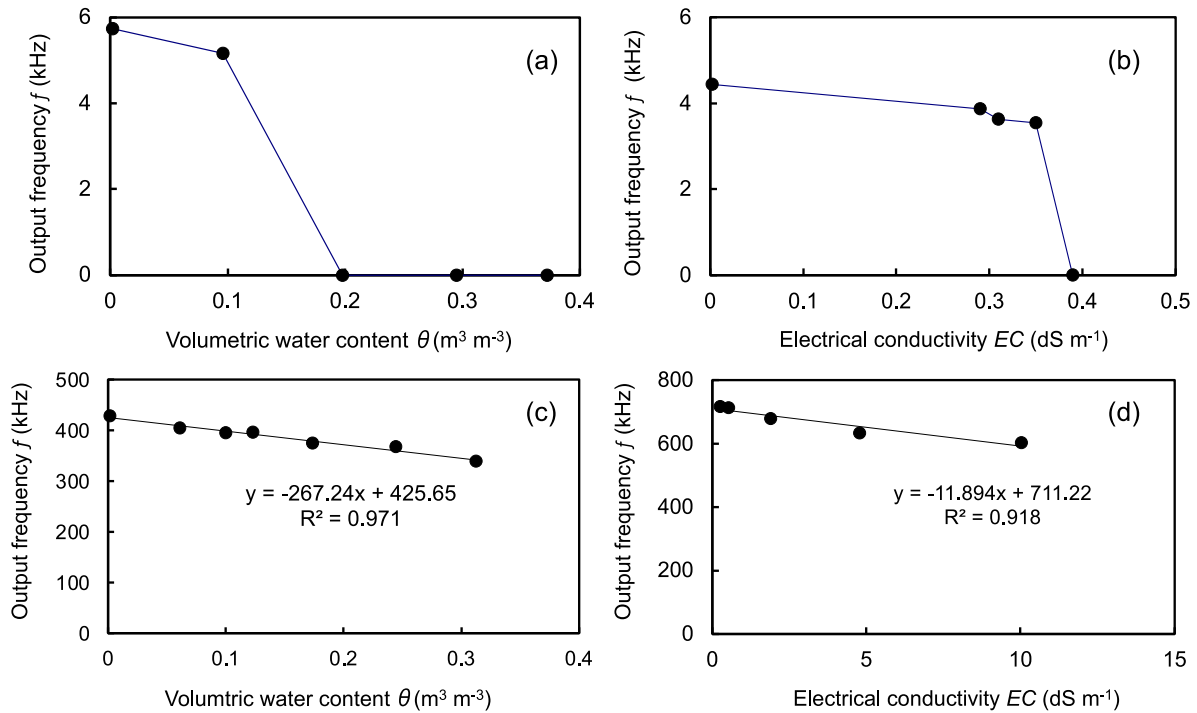 6
4
2
0
Output frequency f (kHz)
(a)
0 0.1 0.2 0.3 0.4
Volumetric water content θ (m³ m⁻³)
6
4
2
0
Output frequency f (kHz)
(b)
0 0.1 0.2 0.3 0.4 0.5
Electrical conductivity EC (dS m⁻¹)
500
400
300
200
100
0
Output frequency f (kHz)
(c)
y = -267.24x + 425.65
R² = 0.971
0 0.1 0.2 0.3 0.4
Volumtric water content θ (m³ m⁻³)
800
600
400
200
0
Output frequency f (kHz)
(d)
y = -11.894x + 711.22
R² = 0.918
0 5 10 15
Electrical conductivity EC (dS m⁻¹)